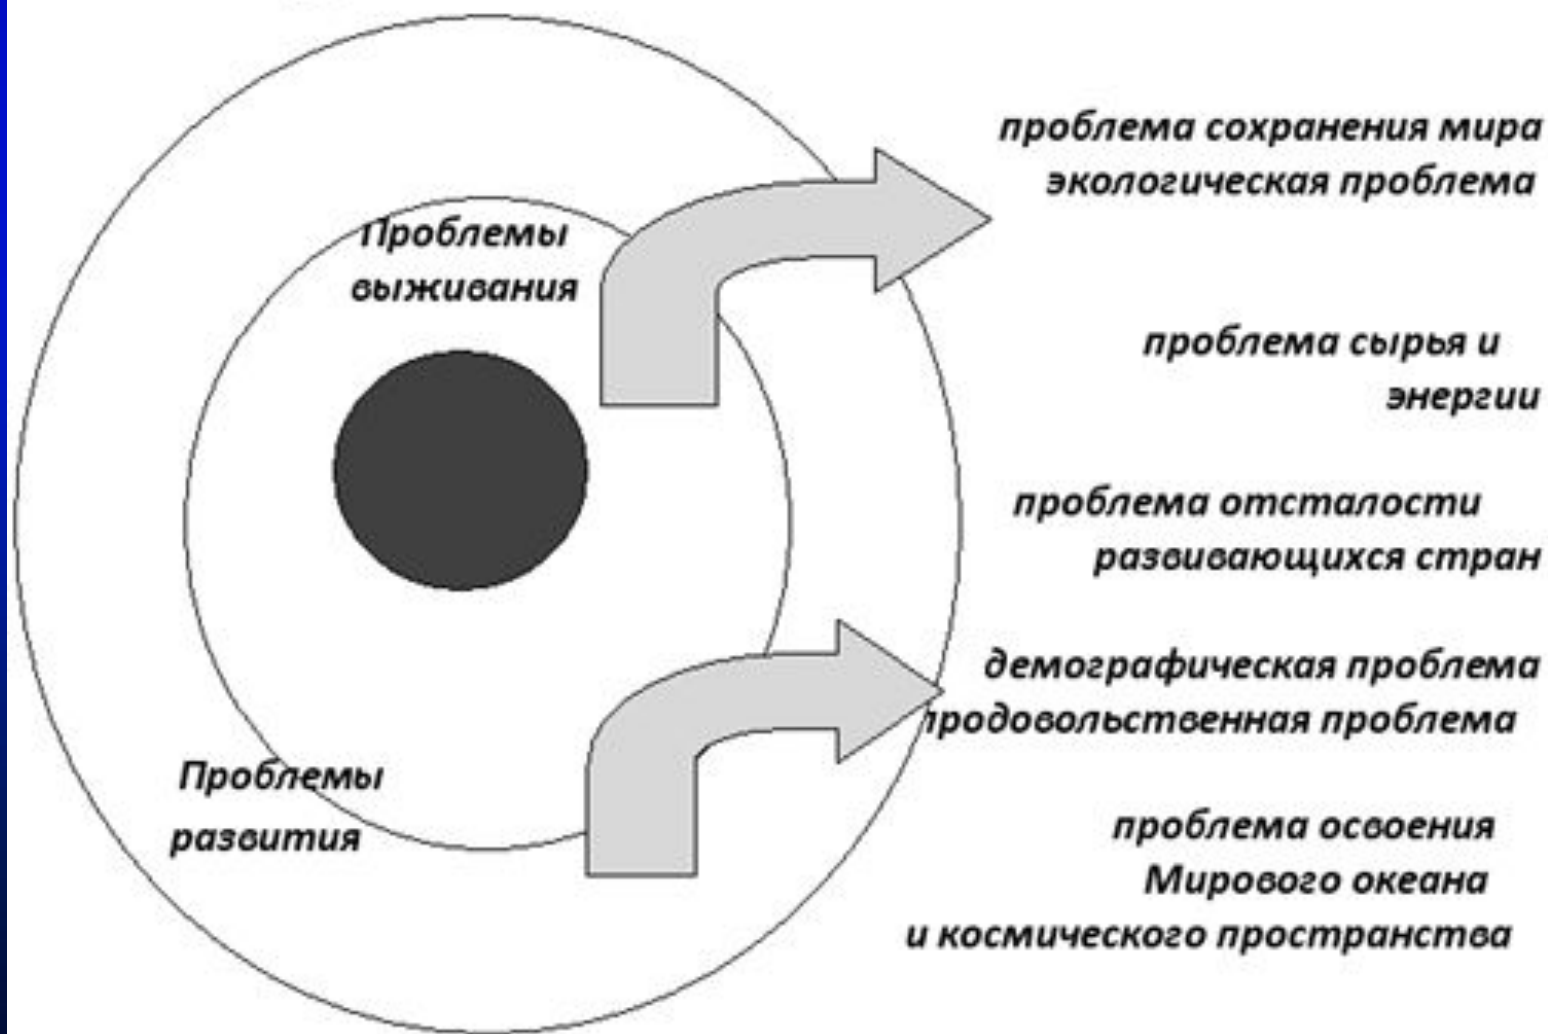 Проблемы
выживания
Проблемы
развития
проблема сохранения мира
экологическая проблема
проблема сырья и
энергии
проблема отсталости
развивающихся стран
демографическая проблема
продовольственная проблема
проблема освоения
Мирового океана
и космического пространства